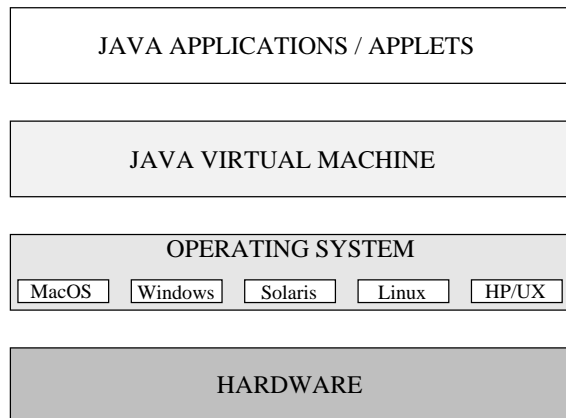 JAVA APPLICATIONS / APPLETS
JAVA VIRTUAL MACHINE
OPERATING SYSTEM
MacOS Windows Solaris Linux HP/UX
HARDWARE